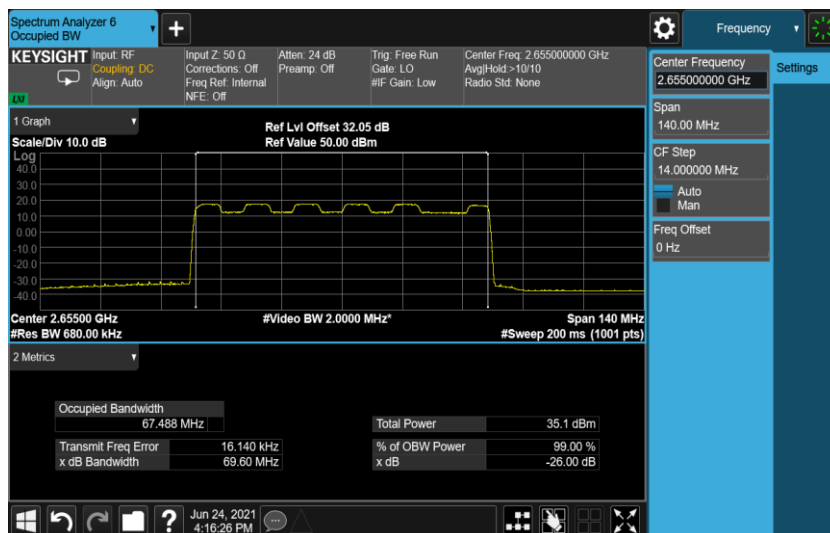 Spectrum Analyzer 6
Occupied BW
Frequency
KEYSIGHT
Input: RF
Coupling: DC
Align: Auto
Input Z: 50 Ω
Corrections: Off
Freq Ref: Internal
NFE: Off
Atten: 24 dB
Preamp: Off
Trig: Free Run
Gate: LO
#IF Gain: Low
Center Freq: 2.655000000 GHz
Avg|Hold:>10/10
Radio Std: None
LXI
Center Frequency
2.655000000 GHz
Settings
Span
140.00 MHz
CF Step
14.000000 MHz
Auto
Man
Freq Offset
0 Hz
1 Graph
Scale/Div 10.0 dB
Ref Lvl Offset 32.05 dB
Ref Value 50.00 dBm
Log
40.0
30.0
20.0
10.0
0.00
-10.0
-20.0
-30.0
-40.0
Center 2.65500 GHz
#Video BW 2.0000 MHz*
Span 140 MHz
#Res BW 680.00 kHz
#Sweep 200 ms (1001 pts)
2 Metrics
Occupied Bandwidth
67.488 MHz
Total Power 35.1 dBm
Transmit Freq Error 16.140 kHz
% of OBW Power 99.00 %
x dB Bandwidth 69.60 MHz
x dB -26.00 dB
Jun 24, 2021
4:16:26 PM